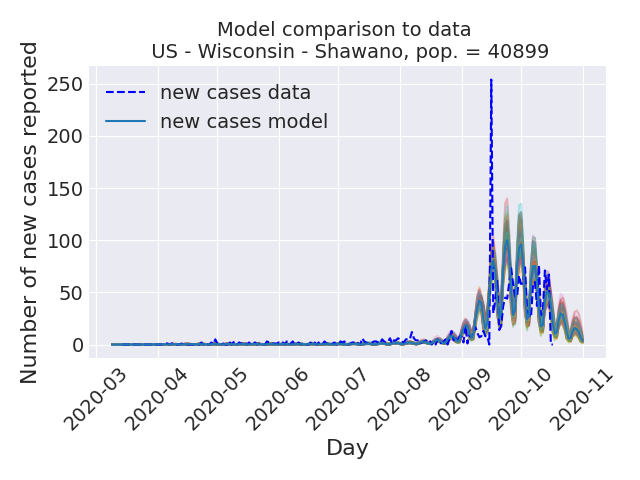 Model comparison to data
US - Wisconsin - Shawano, pop. = 40899
Number of new cases reported
250
200
150
100
50
0
new cases data
new cases model
2020-03
2020-04
2020-05
2020-06
2020-07
2020-08
2020-09
2020-10
2020-11
Day